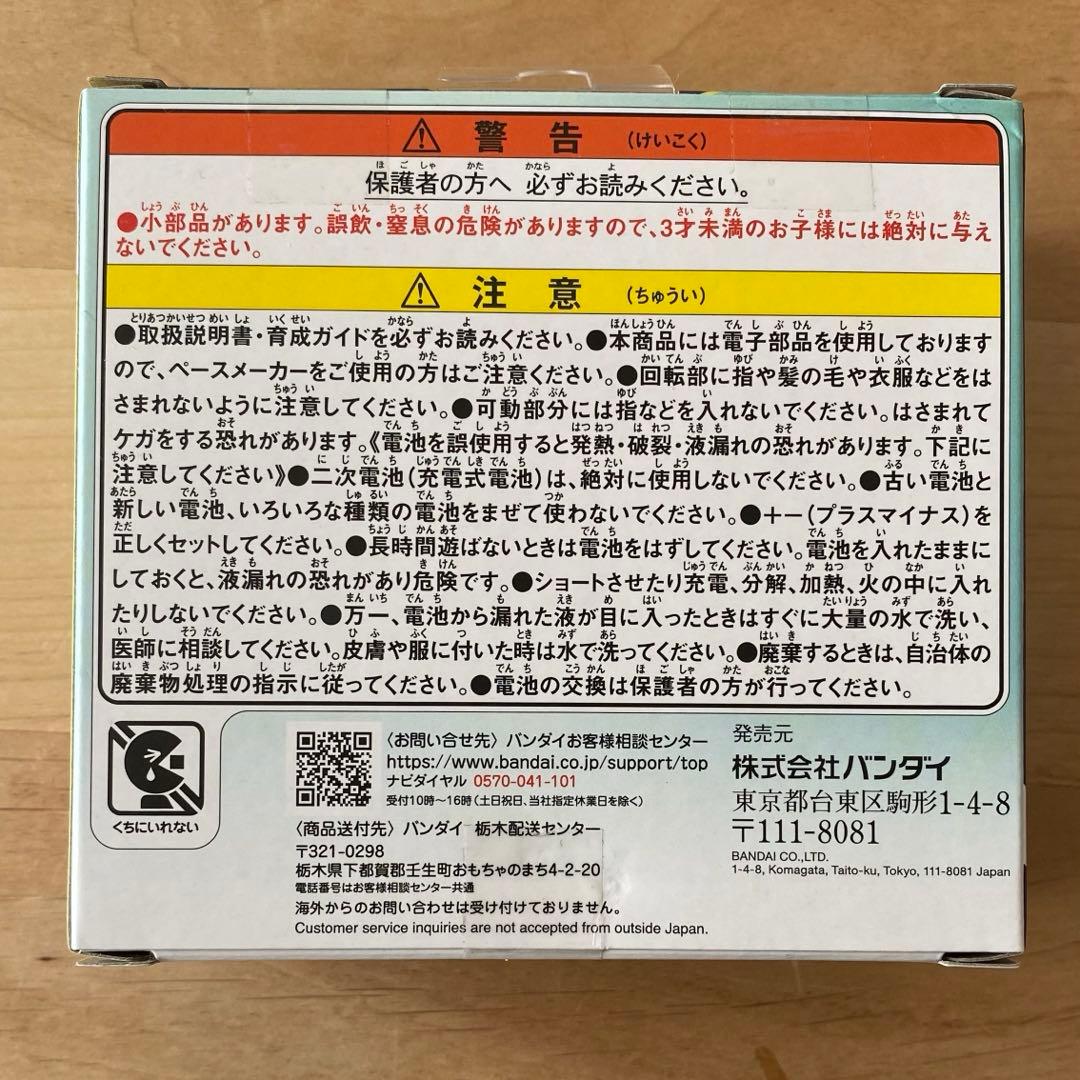 警告 (けいこく)
保護者の方へ 必ずお読みください。
●小部品があります。誤飲・窒息の危険がありますので、3才未満のお子様には絶対に与え
ないでください。
注意 (ちゅうい)
●取扱説明書・育成ガイドを必ずお読みください。●本商品には電子部品を使用しております
ので、ペースメーカーをご使用の方はご注意ください。●回転部に指や髪の毛や衣服などをは
さまれないように注意してください。●可動部分には指などを入れないでください。はさまれて
ケガをする恐れがあります。《電池を誤使用すると発熱・破裂・液漏れの恐れがあります。下記に
注意してください》●二次電池(充電式電池)は、絶対に使用しないでください。●古い電池と
新しい電池、いろいろな種類の電池をまぜて使わないでください。●+-(プラスマイナス)を
正しくセットしてください。●長時間遊ばないときは電池をはずしてください。電池を入れたままに
しておくと、液漏れの恐れがあり危険です。●ショートさせたり充電、分解、加熱、火の中に入れ
たりしないでください。●万一、電池から漏れた液が目に入ったときはすぐに大量の水で洗い、
医師に相談してください。皮膚や服に付いた時は水で洗ってください。●廃棄するときは、自治体の
廃棄物処理の指示に従ってください。●電池の交換は保護者の方が行ってください。
くちにいれない
〈お問い合せ先〉バンダイお客様相談センター
https://www.bandai.co.jp/support/top
ナビダイヤル 0570-041-101
受付10時〜16時(土日祝日、当社指定休業日を除く)
〈商品送付先〉バンダイ 栃木配送センター
〒321-0298
栃木県下都賀郡壬生町おもちゃのまち4-2-20
電話番号はお客様相談センター共通
海外からのお問い合わせは受け付けておりません。
Customer service inquiries are not accepted from outside Japan.
発売元
株式会社バンダイ
東京都台東区駒形1-4-8
〒111-8081
BANDAI CO.,LTD.
1-4-8, Komagata, Taito-ku, Tokyo, 111-8081 Japan